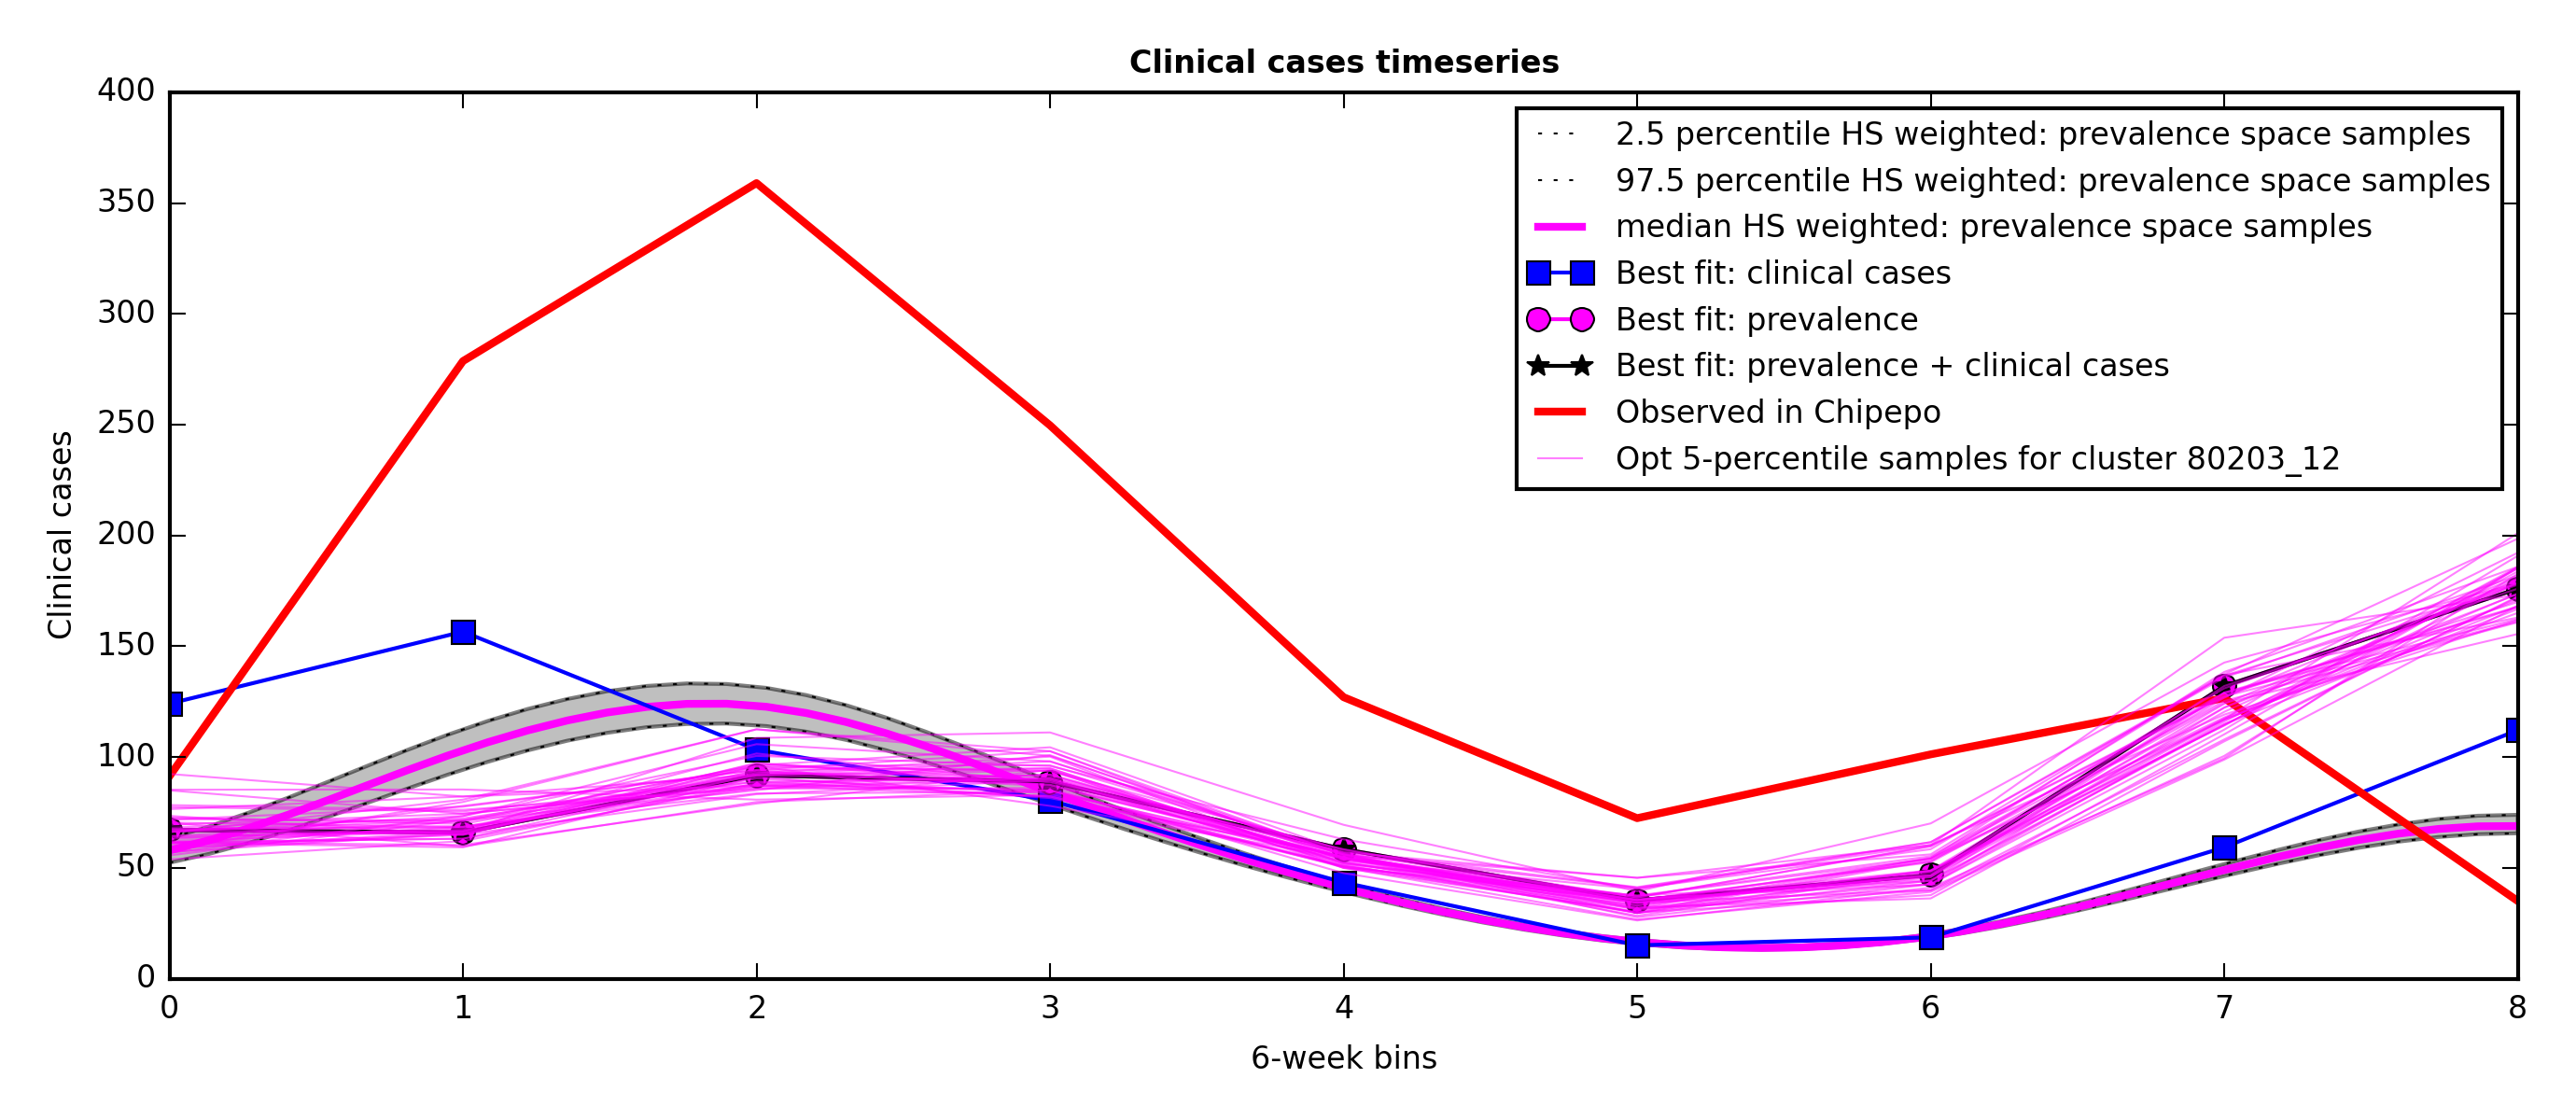 Clinical cases timeseries
400
350
300
250
200
150
100
50
0
Clinical cases
2.5 percentile HS weighted: prevalence space samples
97.5 percentile HS weighted: prevalence space samples
median HS weighted: prevalence space samples
Best fit: clinical cases
Best fit: prevalence
Best fit: prevalence + clinical cases
Observed in Chipepo
Opt 5-percentile samples for cluster 80203_12
0 1 2 3 4 5 6 7 8
6-week bins